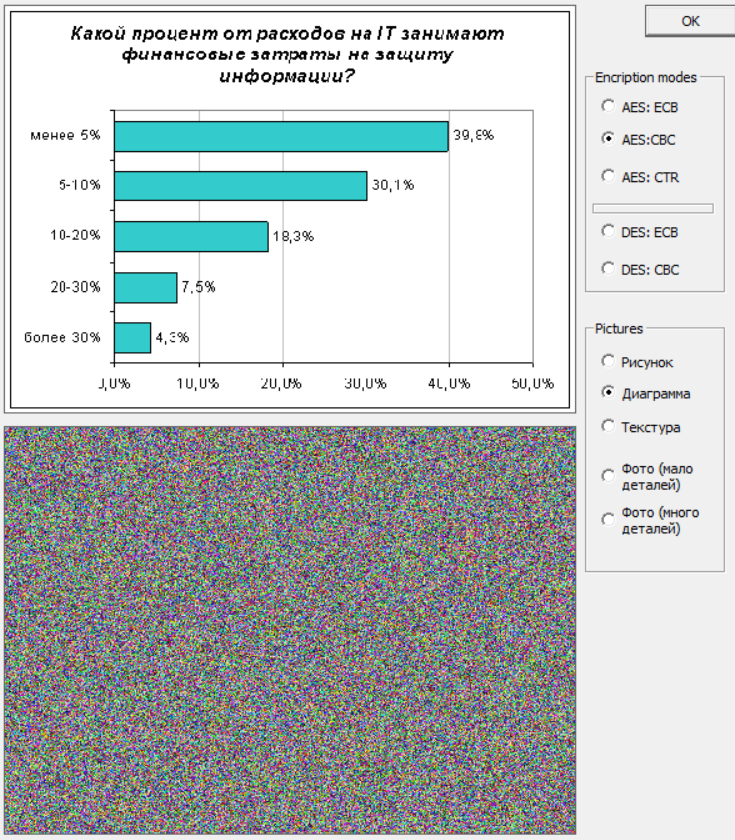 Какой процент от расходов на IT занимают
финансовые затраты на защиту
информации?
менее 5%
39,8%
5-10%
30,1%
10-20%
18,3%
20-30%
7,5%
более 30%
4,3%
0,0%
10,0%
20,0%
30,0%
40,0%
50,0%
OK
Encription modes
AES: ECB
AES:CBC
AES: CTR
DES: ECB
DES: CBC
Pictures
Рисунок
Диаграмма
Текстура
Фото (мало
деталей)
Фото (много
деталей)